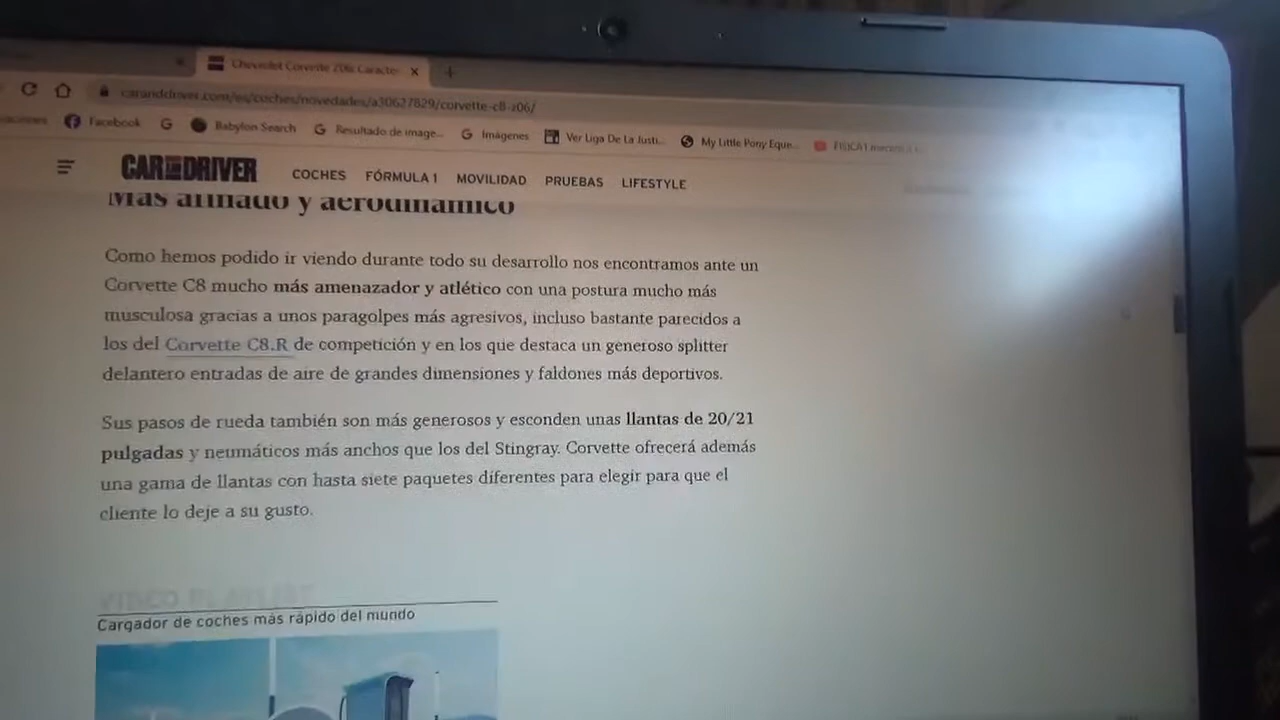 Chevrolet Corvette Z06: Caracte
caranddriver.com/es/coches/novedades/a30627829/corvette-c8-z06/
Facebook
Babylon Search
Resultado de image...
Imágenes
Ver Liga De La Justi...
My Little Pony Eque...
CAR AND DRIVER
COCHES
FÓRMULA 1
MOVILIDAD
PRUEBAS
LIFESTYLE
Más afinado y aerodinámico
Como hemos podido ir viendo durante todo su desarrollo nos encontramos ante un
Corvette C8 mucho más amenazador y atlético con una postura mucho más
musculosa gracias a unos paragolpes más agresivos, incluso bastante parecidos a
los del Corvette C8.R de competición y en los que destaca un generoso splitter
delantero entradas de aire de grandes dimensiones y faldones más deportivos.
Sus pasos de rueda también son más generosos y esconden unas llantas de 20/21
pulgadas y neumáticos más anchos que los del Stingray. Corvette ofrecerá además
una gama de llantas con hasta siete paquetes diferentes para elegir para que el
cliente lo deje a su gusto.
VIDEO PLAYLIST
Cargador de coches más rápido del mundo